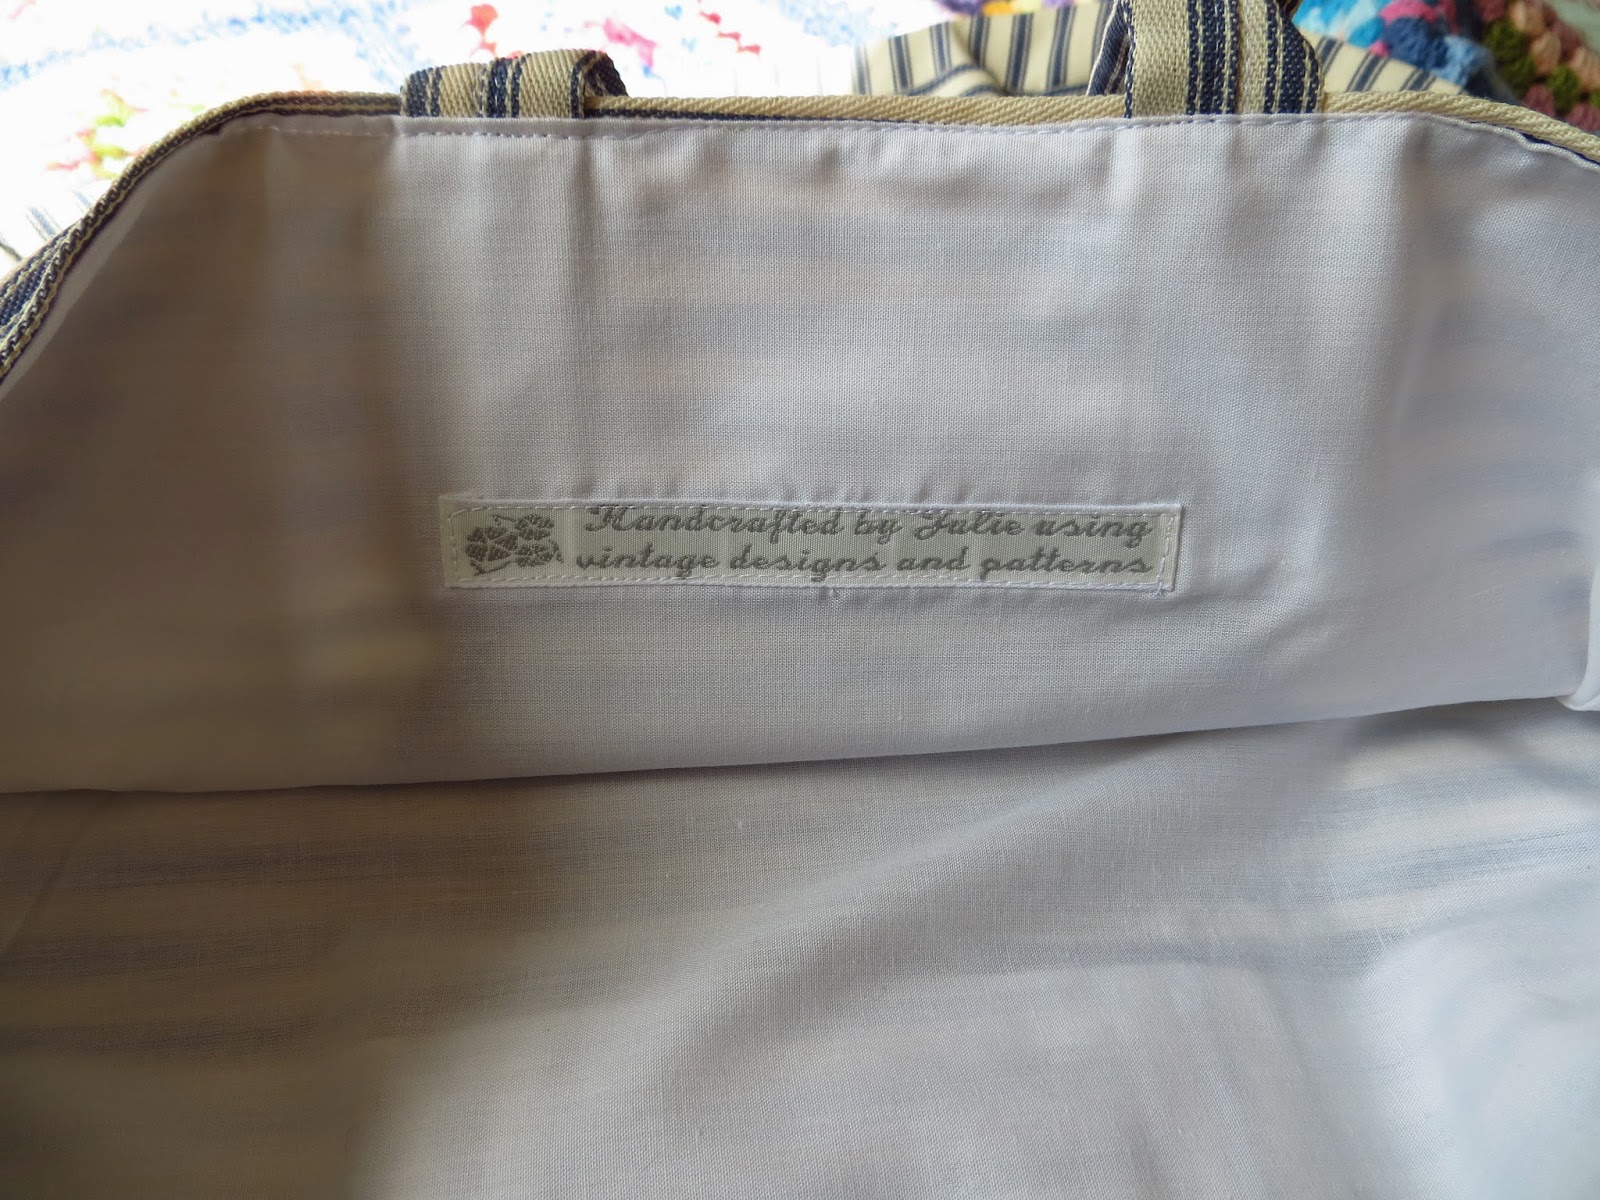 Handcrafted by Julie using
vintage designs and patterns